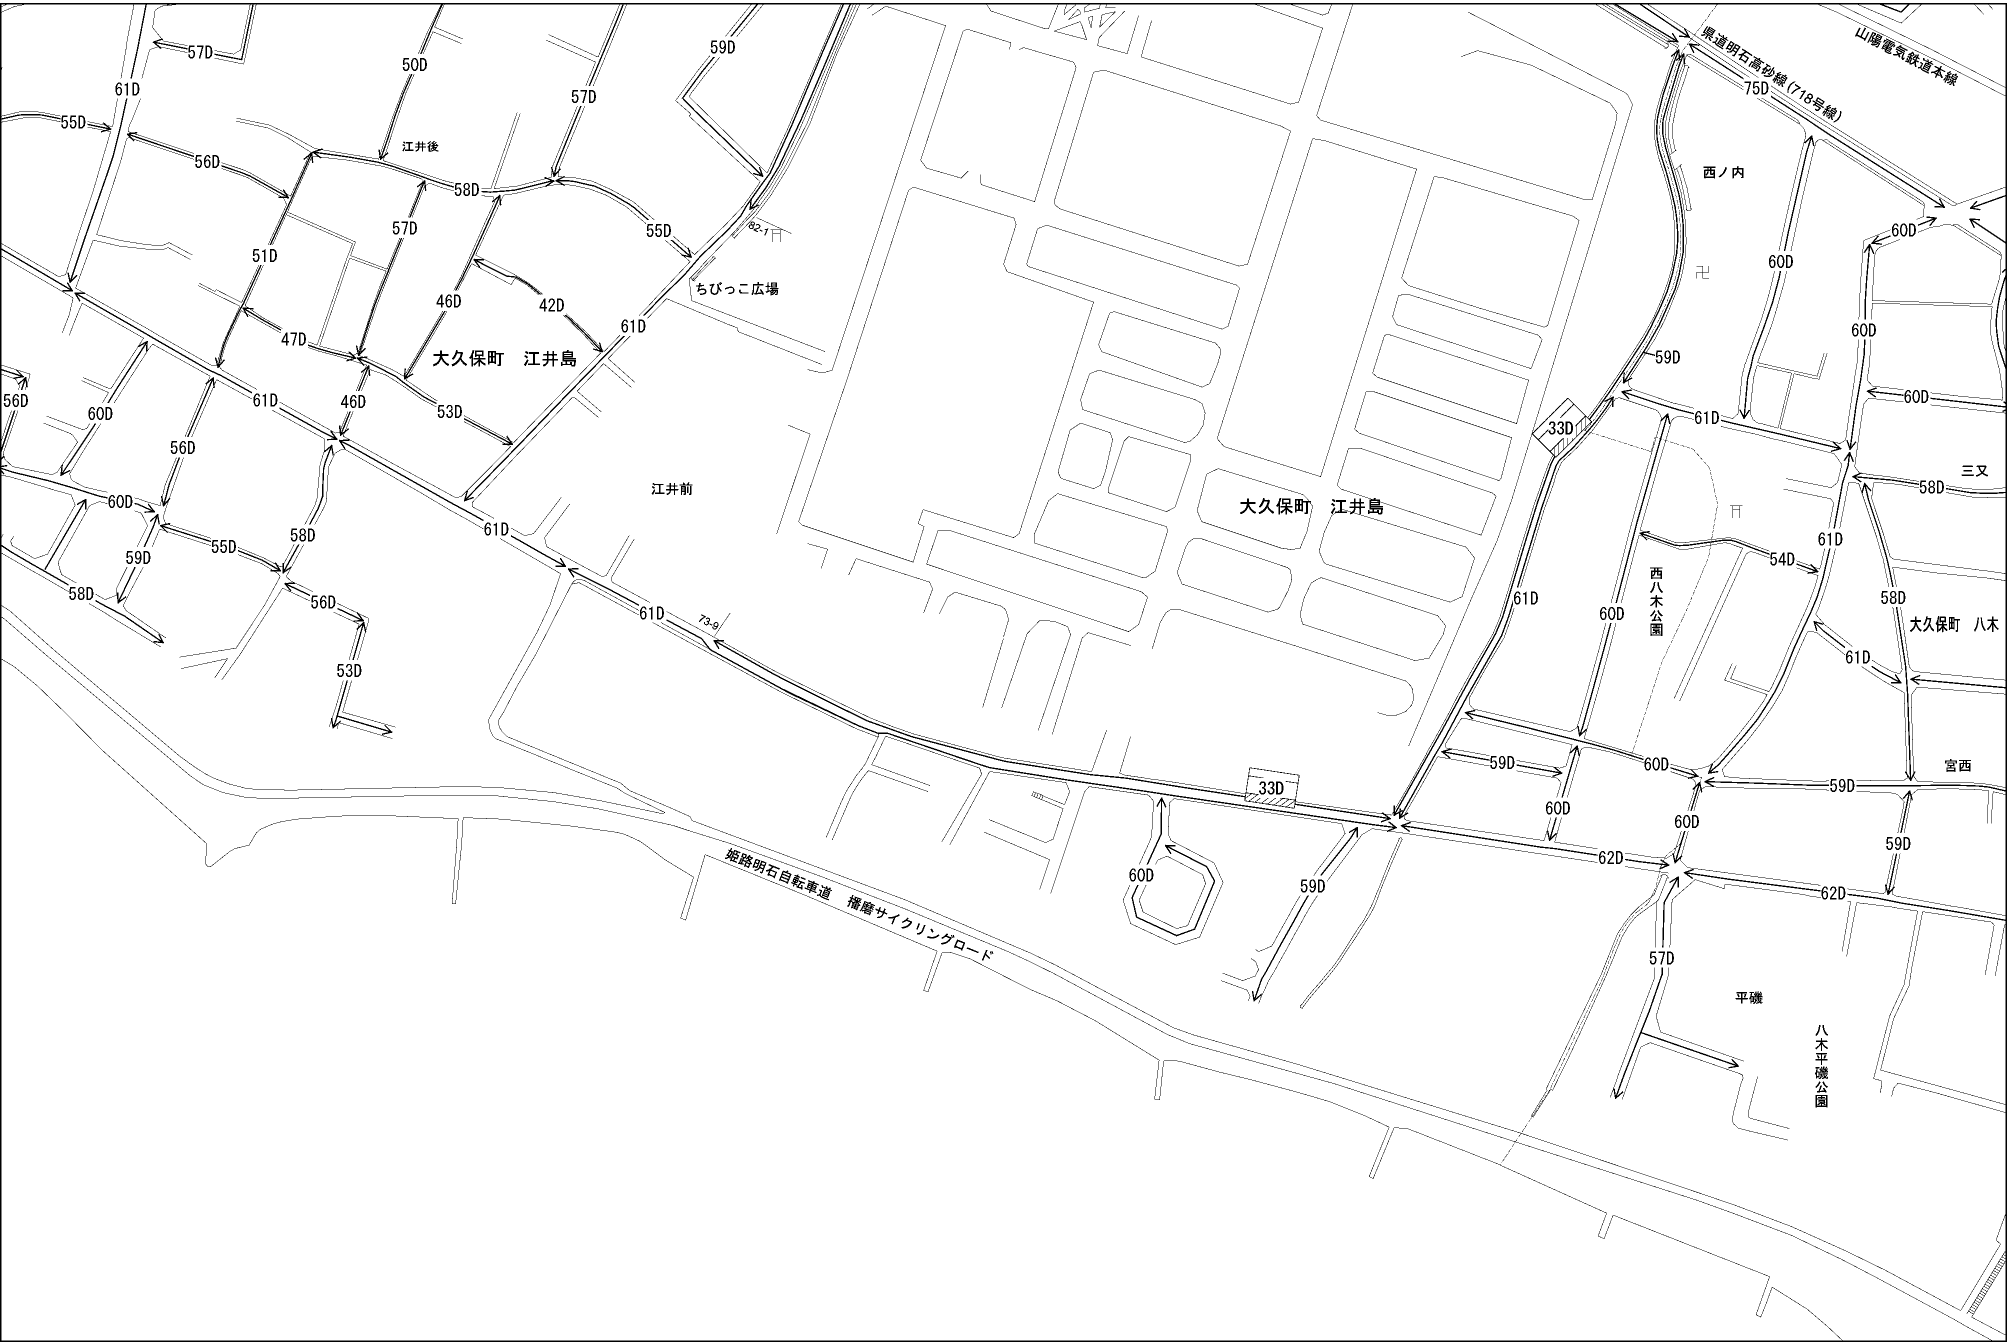 59D
57D
50D
57D
61D
55D
56D
江井後
58D
57D
55D
51D
82-1
ちびっこ広場
46D
42D
61D
47D
大久保町　江井島
56D
60D
61D
46D
53D
56D
江井前
60D
61D
59D
55D
58D
58D
56D
61D
73-9
53D
山陽電気鉄道本線
県道明石高砂線(718号線)
75D
西ノ内
60D
60D
60D
59D
60D
33D
61D
三又
58D
大久保町　江井島
61D
54D
西八木公園
61D
60D
58D
大久保町　八木
61D
59D
60D
宮西
33D
59D
60D
60D
59D
62D
60D
59D
62D
姫路明石自転車道　播磨サイクリングロード
57D
平磯
八木平磯公園